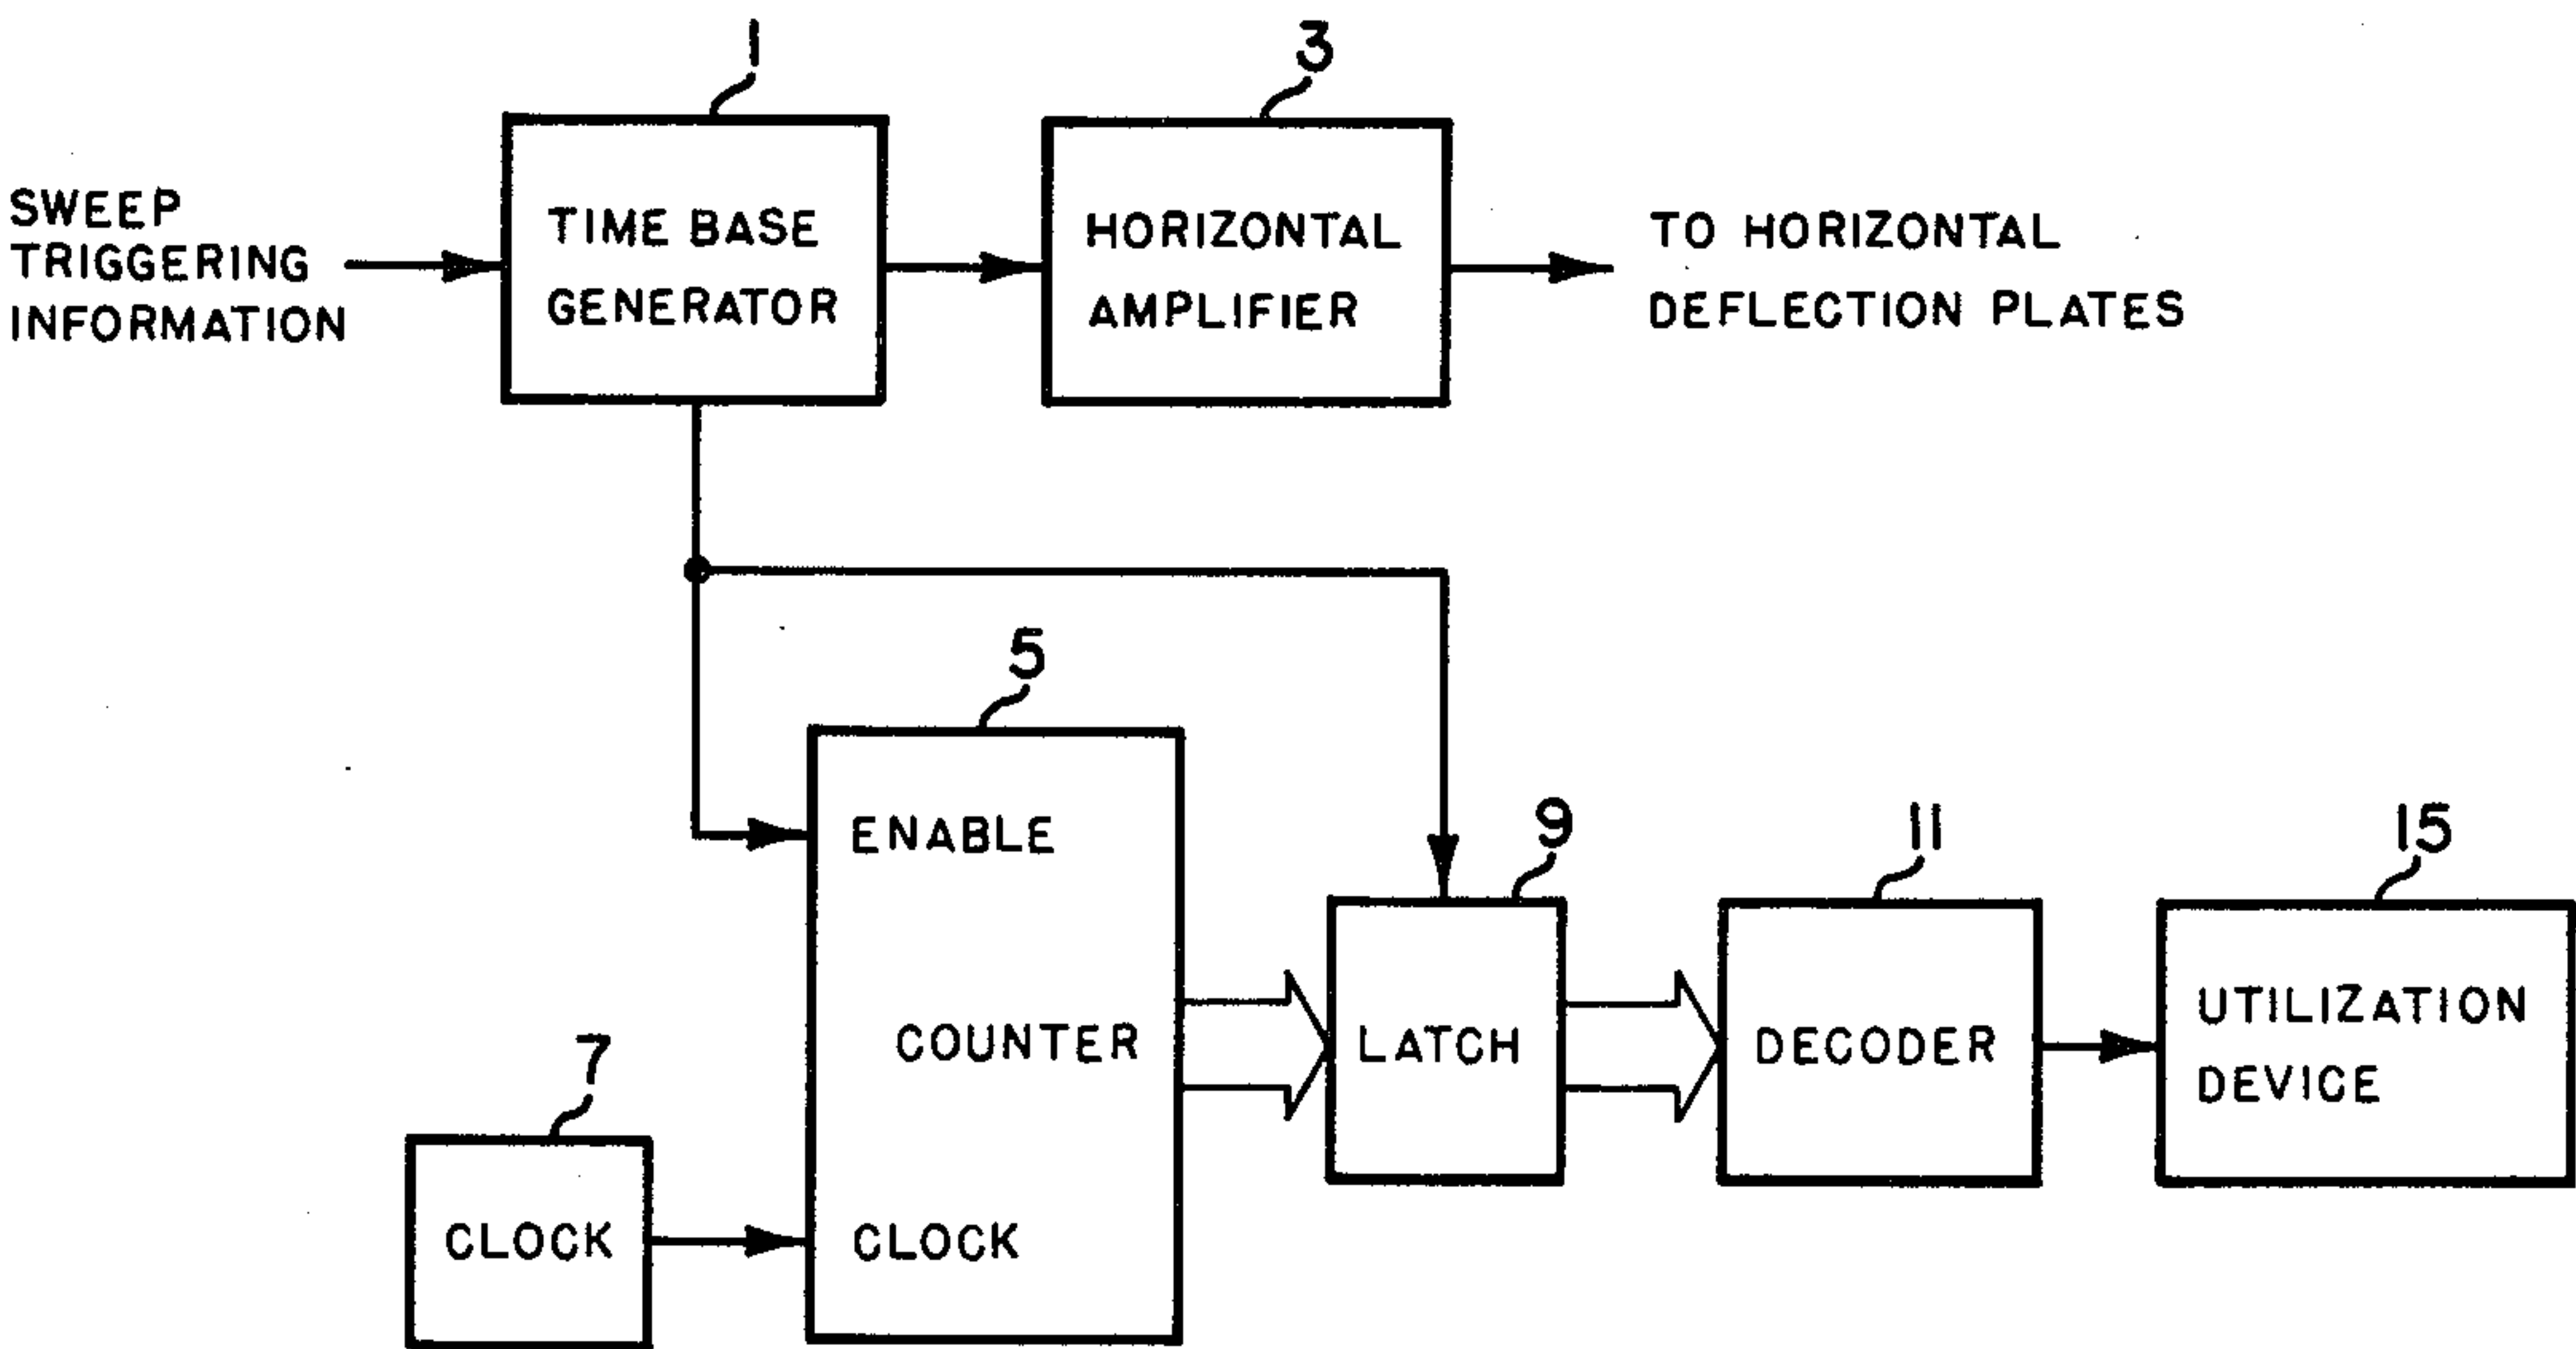 1
3
SWEEP
TRIGGERING
INFORMATION
TIME BASE
GENERATOR
HORIZONTAL
AMPLIFIER
TO HORIZONTAL
DEFLECTION PLATES
5
ENABLE
COUNTER
CLOCK
7
CLOCK
9
LATCH
11
DECODER
15
UTILIZATION
DEVICE